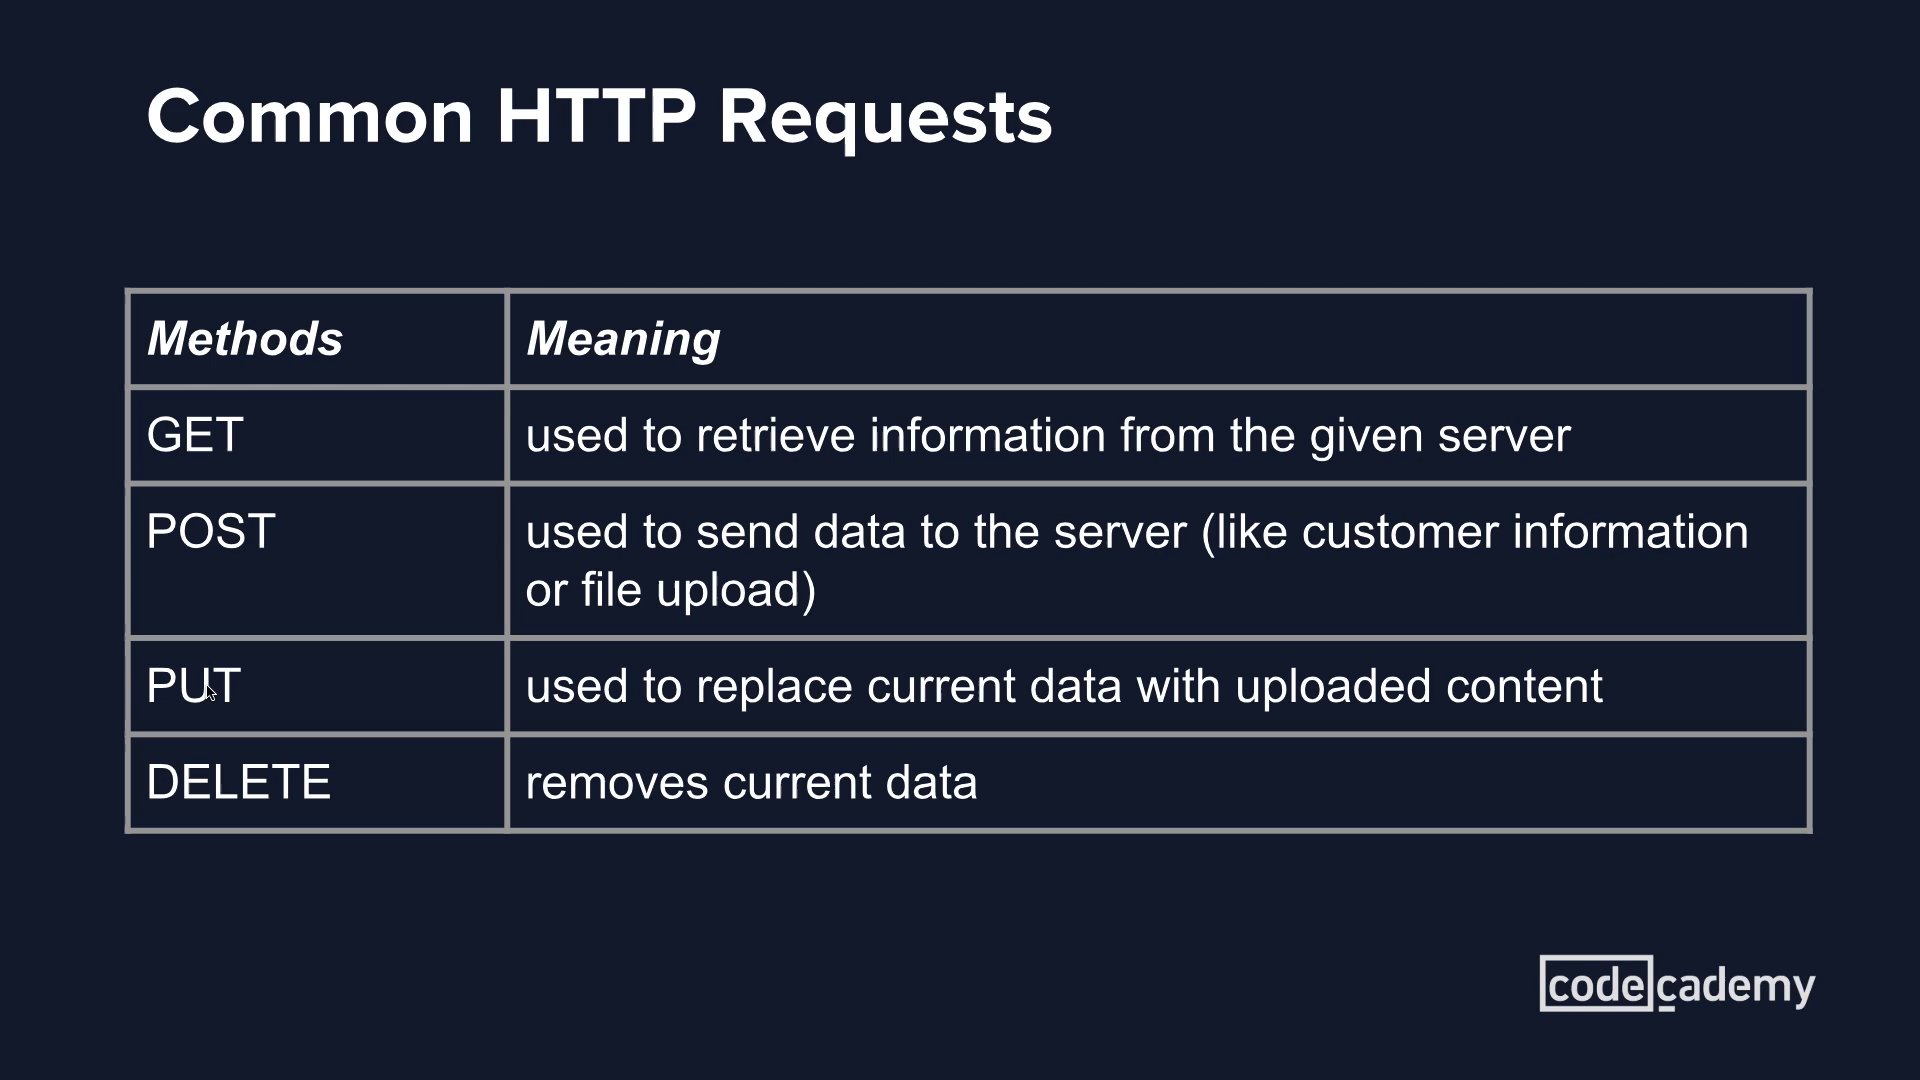 Common HTTP Requests
Methods Meaning
GET used to retrieve information from the given server
POST used to send data to the server (like customer information
or file upload)
PUT used to replace current data with uploaded content
DELETE removes current data
codecademy